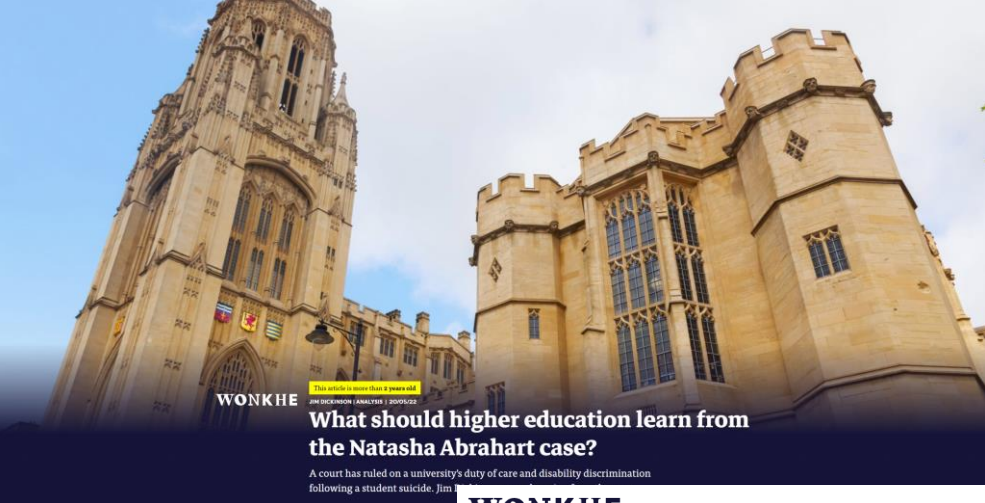 This article is more than 2 years old
WONKHE
JIM DICKINSON | ANALYSIS | 20/05/22
What should higher education learn from
the Natasha Abrahart case?
A court has ruled on a university's duty of care and disability discrimination
following a student suicide. Jim
WONKHE